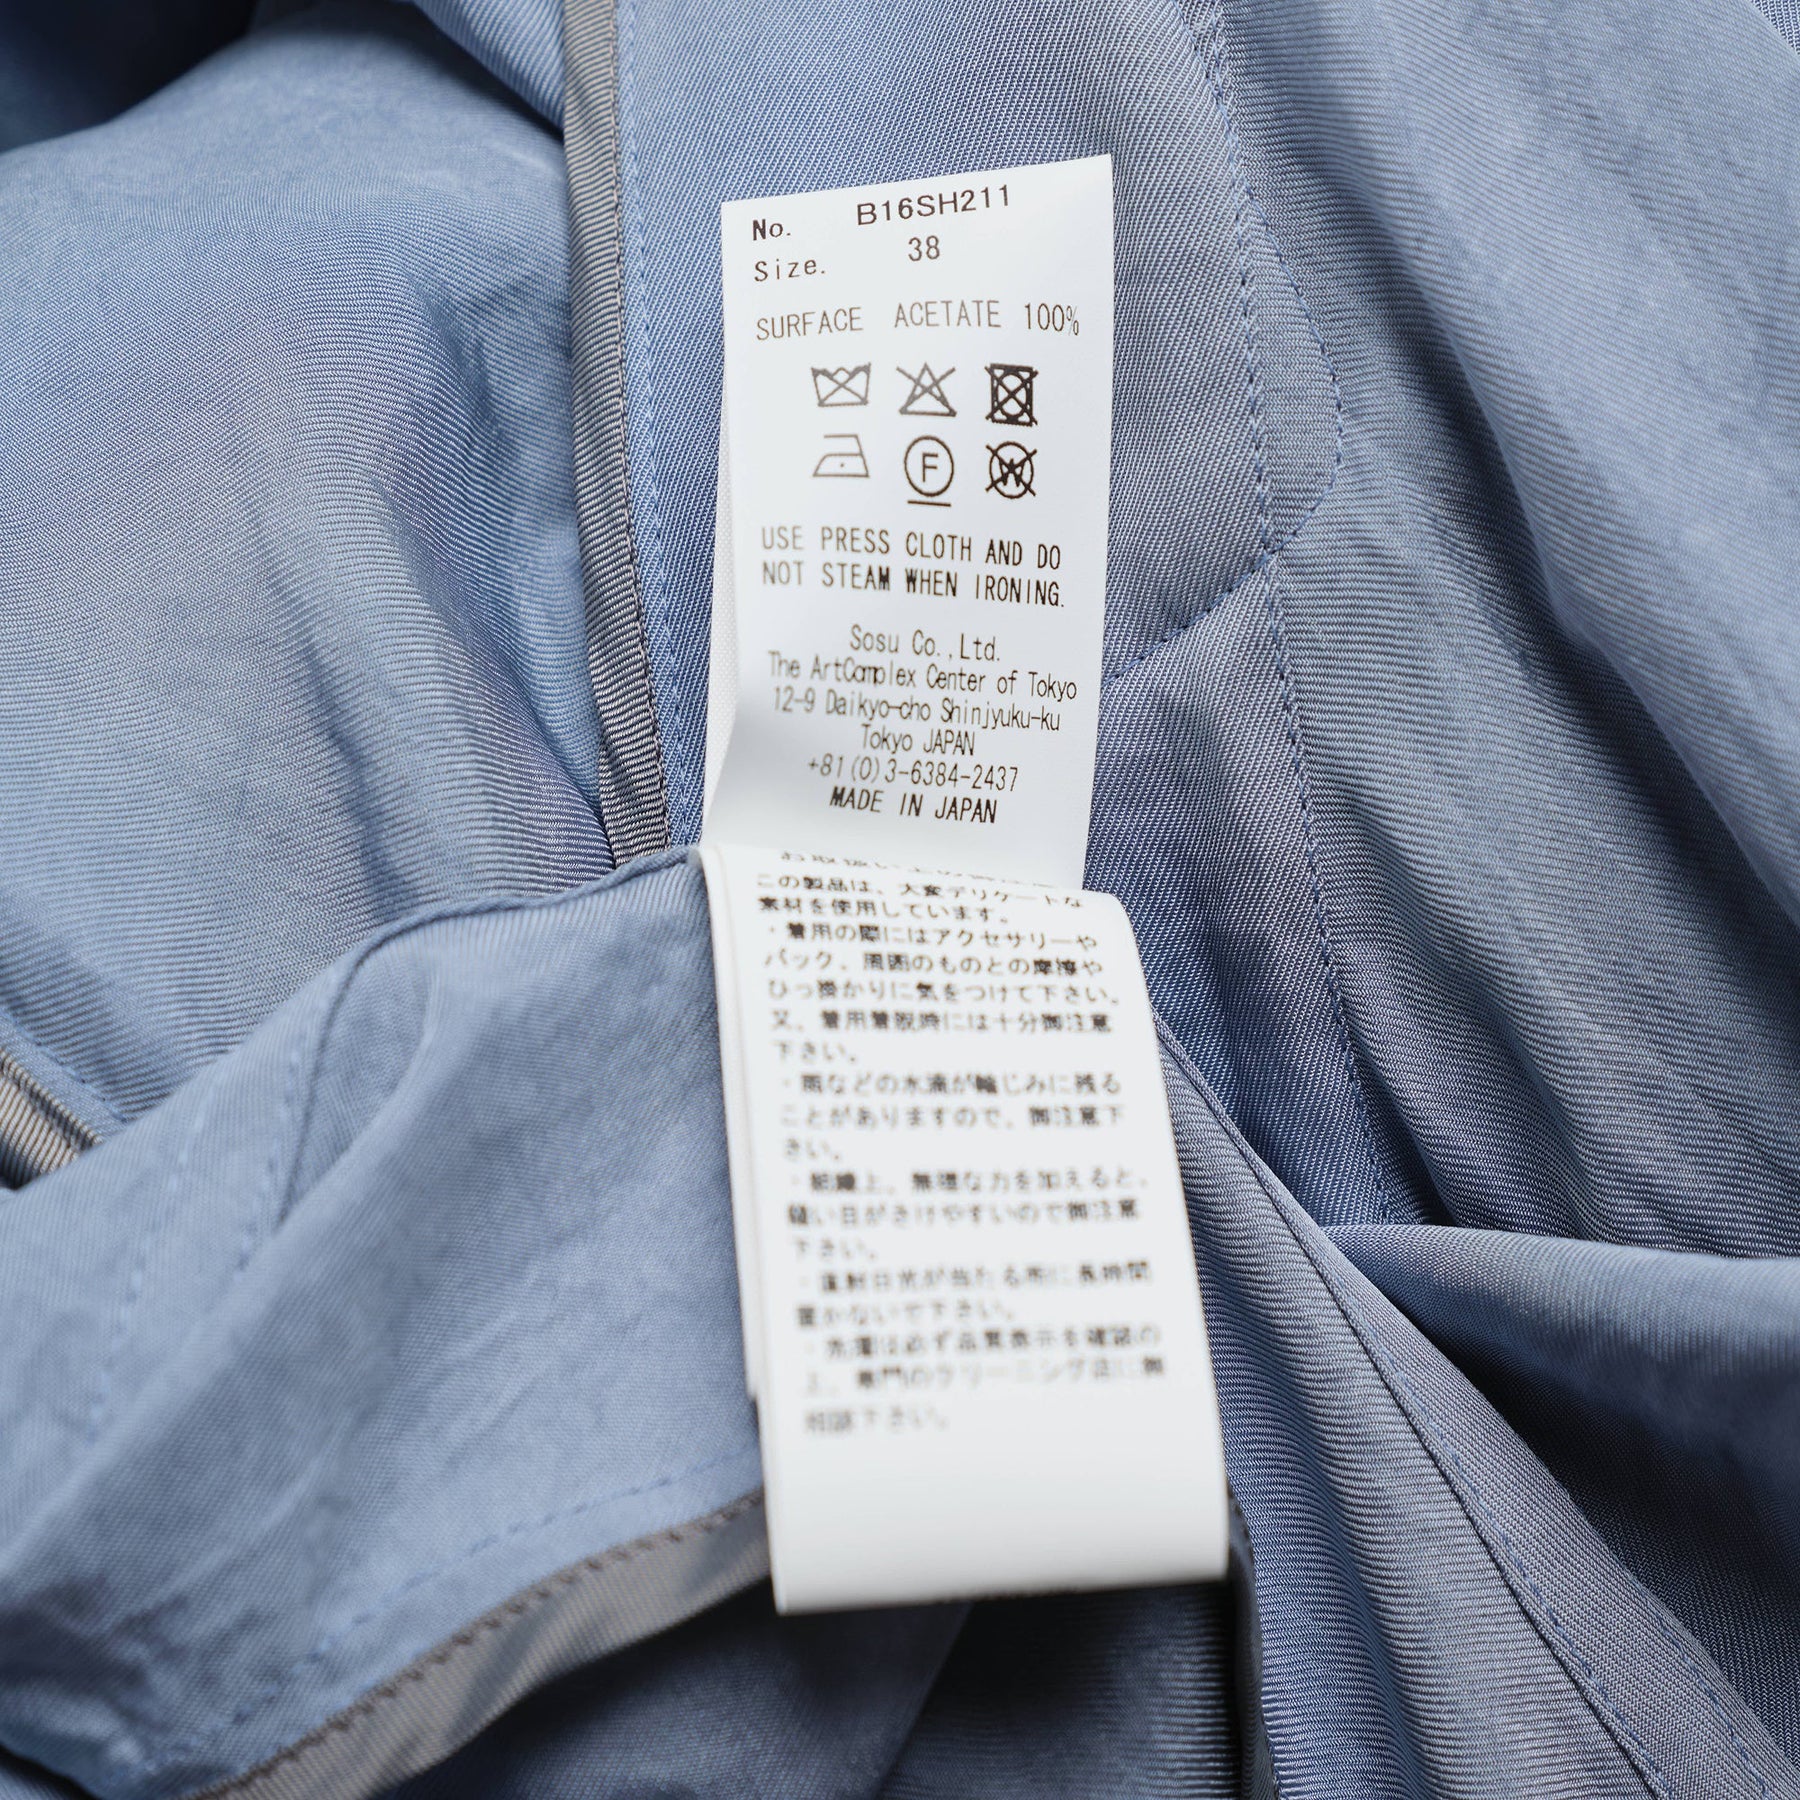 No. B16SH211
Size. 38
SURFACE ACETATE 100%
F
W
USE PRESS CLOTH AND DO
NOT STEAM WHEN IRONING.
Sosu Co.,Ltd.
The ArtComplex Center of Tokyo
12-9 Daikyo-cho Shinjyuku-ku
Tokyo JAPAN
+81(0)3-6384-2437
MADE IN JAPAN
この製品は、大変デリケートな
素材を使用しています。
・着用の際にはアクセサリーや
バック、周囲のものとの摩擦や
ひっ掛かりに気をつけて下さい。
又、着用着脱時には十分御注意
下さい。
・雨などの水滴が輪じみに残る
ことがありますので、御注意下
さい。
・組織上、無理な力を加えると、
縫い目がさけやすいので御注意
下さい。
・直射日光が当たる所に長時間
置かないで下さい。
・洗濯は必ず品質表示を確認の
上、専門のクリーニング店に御
相談下さい。